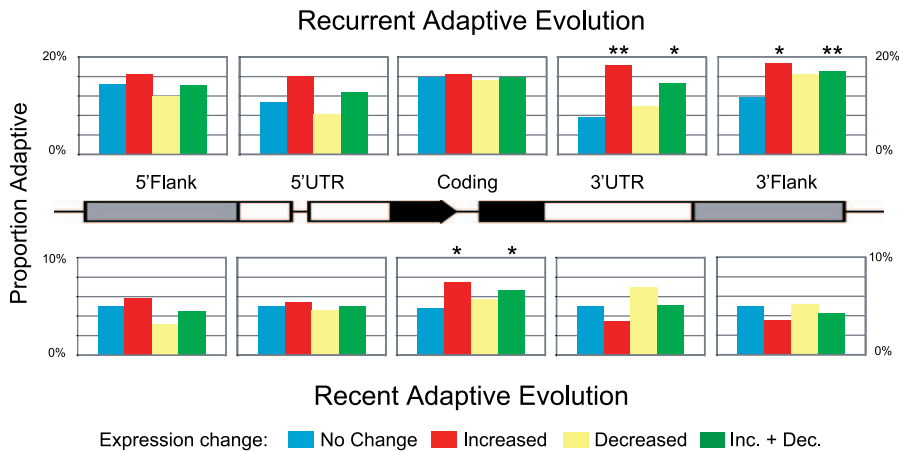 Recurrent Adaptive Evolution
** * * **
20% 20%
0% 0%
Proportion Adaptive
5'Flank 5'UTR Coding 3'UTR 3'Flank
* *
10% 10%
0% 0%
Recent Adaptive Evolution
Expression change: No Change Increased Decreased Inc. + Dec.